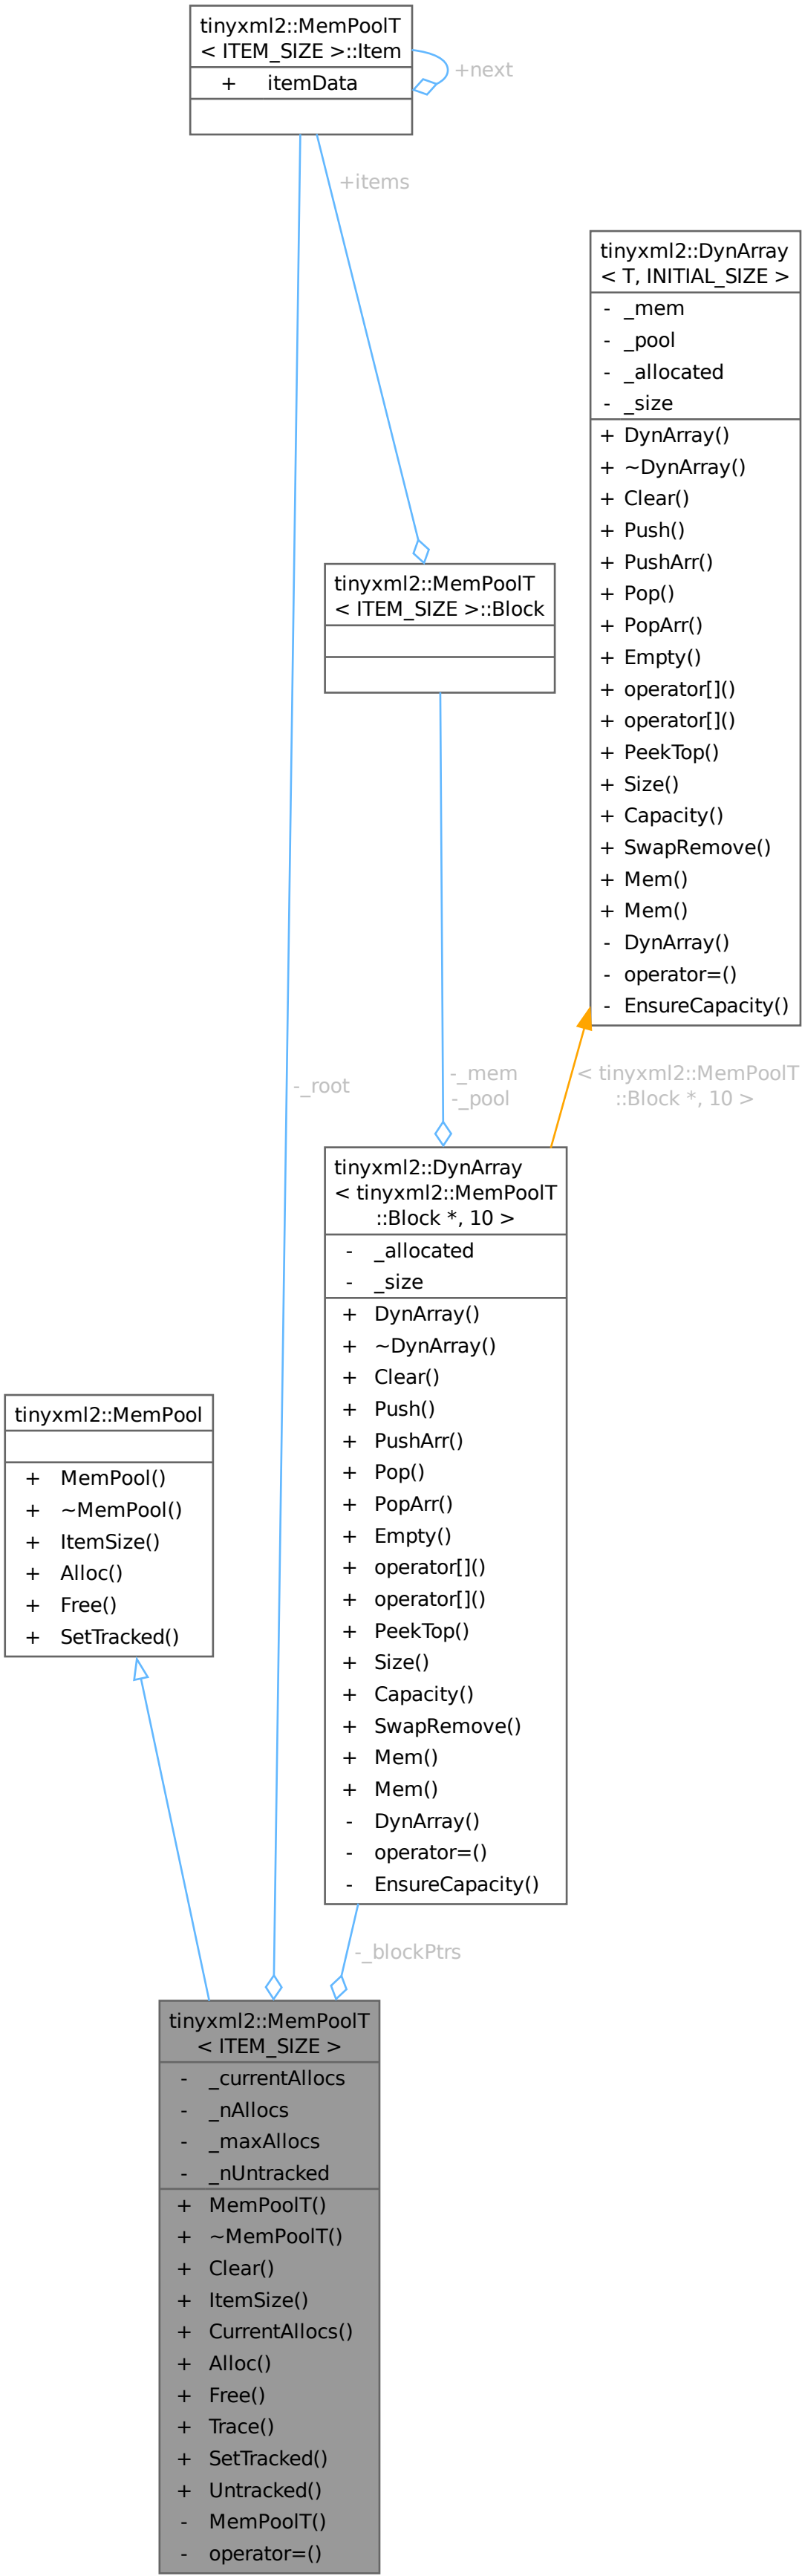 tinyxml2::MemPoolT
< ITEM_SIZE >::Item
+ itemData
+next
+items
tinyxml2::DynArray
< T, INITIAL_SIZE >
- _mem
- _pool
- _allocated
- _size
+ DynArray()
+ ~DynArray()
+ Clear()
+ Push()
+ PushArr()
+ Pop()
+ PopArr()
+ Empty()
+ operator[]()
+ operator[]()
+ PeekTop()
+ Size()
+ Capacity()
+ SwapRemove()
+ Mem()
+ Mem()
- DynArray()
- operator=()
- EnsureCapacity()
tinyxml2::MemPoolT
< ITEM_SIZE >::Block
-_root
-_mem
-_pool
< tinyxml2::MemPoolT
::Block *, 10 >
tinyxml2::DynArray
< tinyxml2::MemPoolT
::Block *, 10 >
- _allocated
- _size
+ DynArray()
+ ~DynArray()
+ Clear()
+ Push()
+ PushArr()
+ Pop()
+ PopArr()
+ Empty()
+ operator[]()
+ operator[]()
+ PeekTop()
+ Size()
+ Capacity()
+ SwapRemove()
+ Mem()
+ Mem()
- DynArray()
- operator=()
- EnsureCapacity()
tinyxml2::MemPool
+ MemPool()
+ ~MemPool()
+ ItemSize()
+ Alloc()
+ Free()
+ SetTracked()
-_blockPtrs
tinyxml2::MemPoolT
< ITEM_SIZE >
- _currentAllocs
- _nAllocs
- _maxAllocs
- _nUntracked
+ MemPoolT()
+ ~MemPoolT()
+ Clear()
+ ItemSize()
+ CurrentAllocs()
+ Alloc()
+ Free()
+ Trace()
+ SetTracked()
+ Untracked()
- MemPoolT()
- operator=()